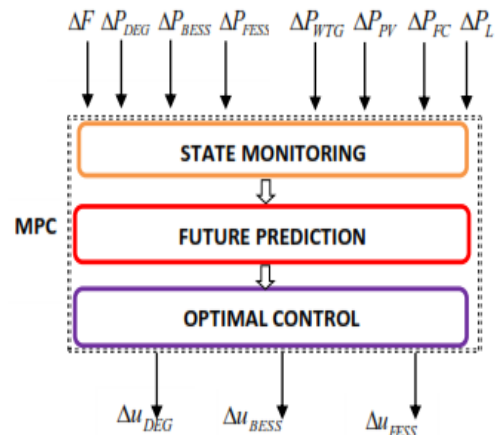 ΔF ΔP_DEG ΔP_BESS ΔP_FESS ΔP_WTG ΔP_PV ΔP_FC ΔP_L
STATE MONITORING
MPC
FUTURE PREDICTION
OPTIMAL CONTROL
Δu_DEG Δu_BESS Δu_FESS